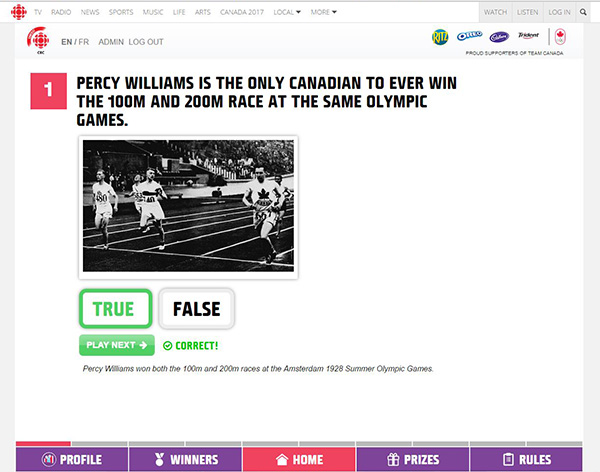 TV RADIO NEWS SPORTS MUSIC LIFE ARTS CANADA 2017 LOCAL MORE WATCH LISTEN LOG IN
CBC
EN / FR ADMIN LOG OUT
RITZ OREO Cadbury Trident
PROUD SUPPORTERS OF TEAM CANADA
1
PERCY WILLIAMS IS THE ONLY CANADIAN TO EVER WIN
THE 100M AND 200M RACE AT THE SAME OLYMPIC
GAMES.
TRUE FALSE
PLAY NEXT CORRECT!
Percy Williams won both the 100m and 200m races at the Amsterdam 1928 Summer Olympic Games.
PROFILE WINNERS HOME PRIZES RULES